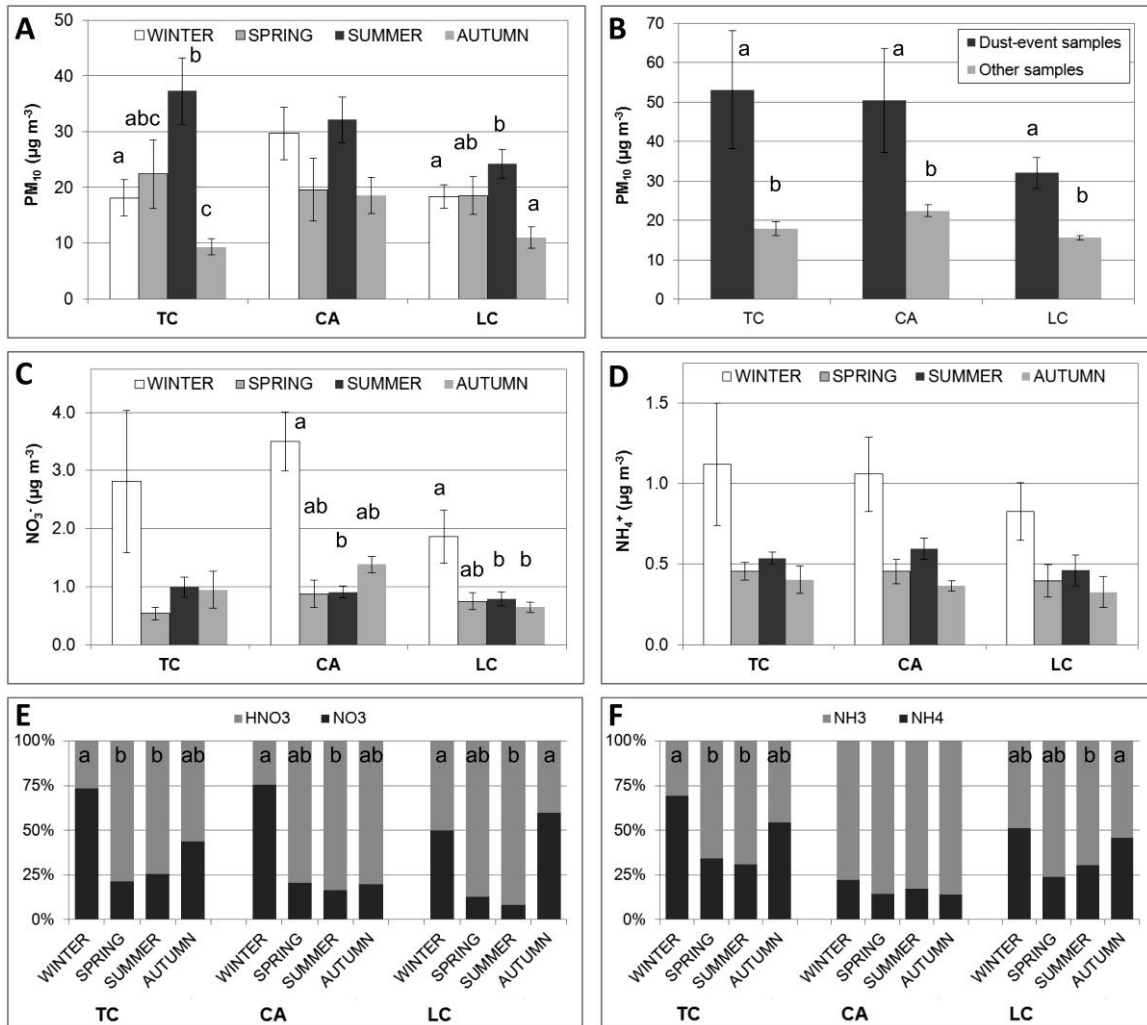 A
WINTER SPRING SUMMER AUTUMN
50
40
30
20
10
0
PM₁₀ (µg m⁻³)
a abc b c
a ab b a
TC CA LC
B
Dust-event samples
Other samples
70
60
50
40
30
20
10
0
PM₁₀ (µg m⁻³)
a b a b a b
TC CA LC
C
WINTER SPRING SUMMER AUTUMN
4.0
3.0
2.0
1.0
0.0
NO₃⁻ (µg m⁻³)
a ab b ab
a ab b b
TC CA LC
D
WINTER SPRING SUMMER AUTUMN
1.5
1.0
0.5
0.0
NH₄⁺ (µg m⁻³)
TC CA LC
E
HNO3 NO3
100%
75%
50%
25%
0%
a b b ab a ab b ab a ab b a
WINTER SPRING SUMMER AUTUMN WINTER SPRING SUMMER AUTUMN WINTER SPRING SUMMER AUTUMN
TC CA LC
F
NH3 NH4
100%
75%
50%
25%
0%
a b b ab ab ab b a
WINTER SPRING SUMMER AUTUMN WINTER SPRING SUMMER AUTUMN WINTER SPRING SUMMER AUTUMN
TC CA LC